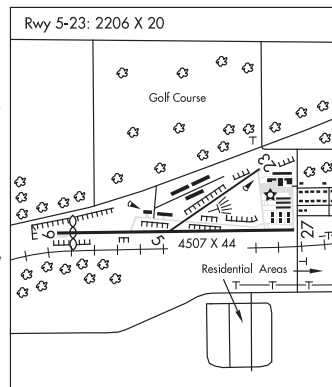 Rwy 5-23: 2206 X 20
Golf Course
23
E
9
E
5
4507 X 44
27
Residential Areas